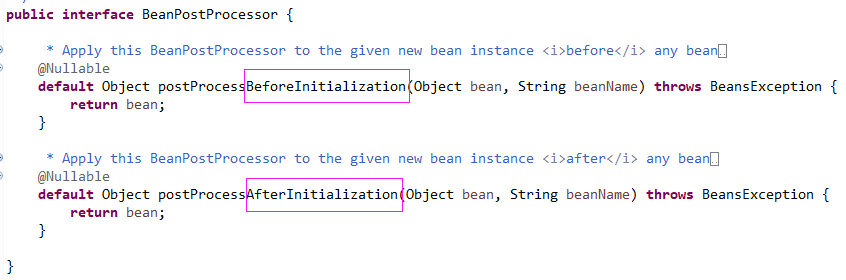 public interface BeanPostProcessor {
* Apply this BeanPostProcessor to the given new bean instance <i>before</i> any bean
@Nullable
default Object postProcessBeforeInitialization(Object bean, String beanName) throws BeansException {
return bean;
}
* Apply this BeanPostProcessor to the given new bean instance <i>after</i> any bean
@Nullable
default Object postProcessAfterInitialization(Object bean, String beanName) throws BeansException {
return bean;
}
}